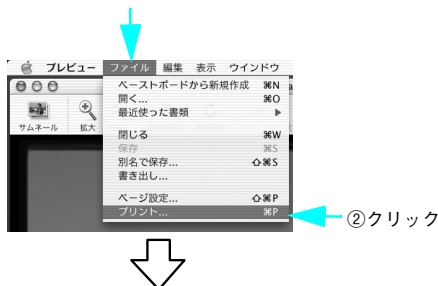 プレビュー ファイル 編集 表示 ウインドウ
ペーストボードから新規作成 ⌘N
開く... ⌘O
最近使った書類 ▶
サムネール 拡大
閉じる ⌘W
保存 ⌘S
別名で保存... ⇧⌘S
書き出し...
ページ設定... ⇧⌘P
プリント... ⌘P
②クリック